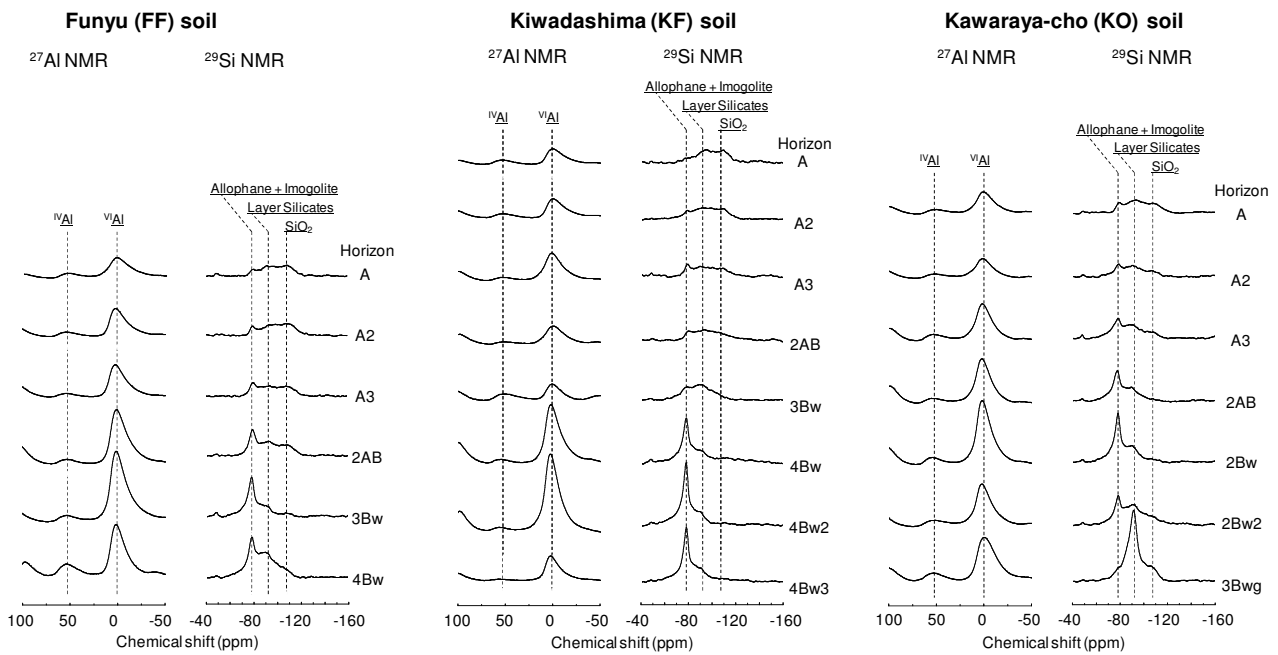 Funyu (FF) soil
²⁷Al NMR
²⁹Si NMR
Allophane + Imogolite
Layer Silicates
SiO₂
ᴵⱽAl
ⱽᴵAl
Horizon
A
A2
A3
2AB
3Bw
4Bw
100 50 0 -50
-40 -80 -120 -160
Chemical shift (ppm)
Kiwadashima (KF) soil
²⁷Al NMR
²⁹Si NMR
Allophane + Imogolite
Layer Silicates
SiO₂
ᴵⱽAl
ⱽᴵAl
Horizon
A
A2
A3
2AB
3Bw
4Bw
4Bw2
4Bw3
100 50 0 -50
-40 -80 -120 -160
Chemical shift (ppm)
Kawaraya-cho (KO) soil
²⁷Al NMR
²⁹Si NMR
Allophane + Imogolite
Layer Silicates
SiO₂
ᴵⱽAl
ⱽᴵAl
Horizon
A
A2
A3
2AB
2Bw
2Bw2
3Bwg
100 50 0 -50
-40 -80 -120 -160
Chemical shift (ppm)